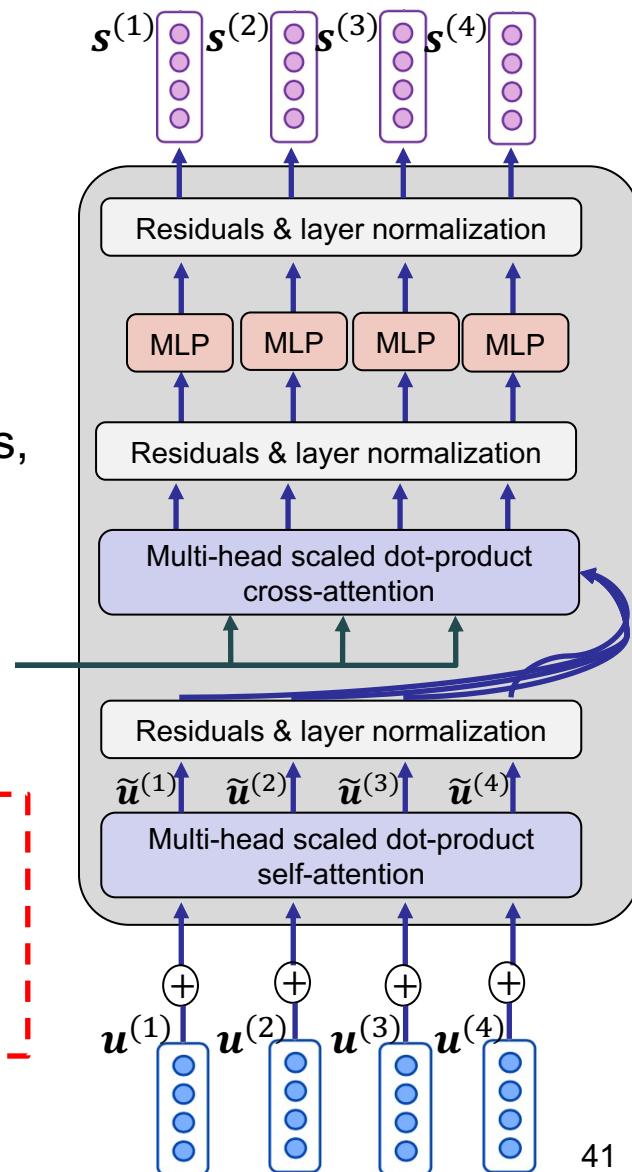 s^(1) s^(2) s^(3) s^(4)
Residuals & layer normalization
MLP MLP MLP MLP
s,
Residuals & layer normalization
Multi-head scaled dot-product
cross-attention
Residuals & layer normalization
ũ^(1) ũ^(2) ũ^(3) ũ^(4)
Multi-head scaled dot-product
self-attention
+ + + +
u^(1) u^(2) u^(3) u^(4)
41